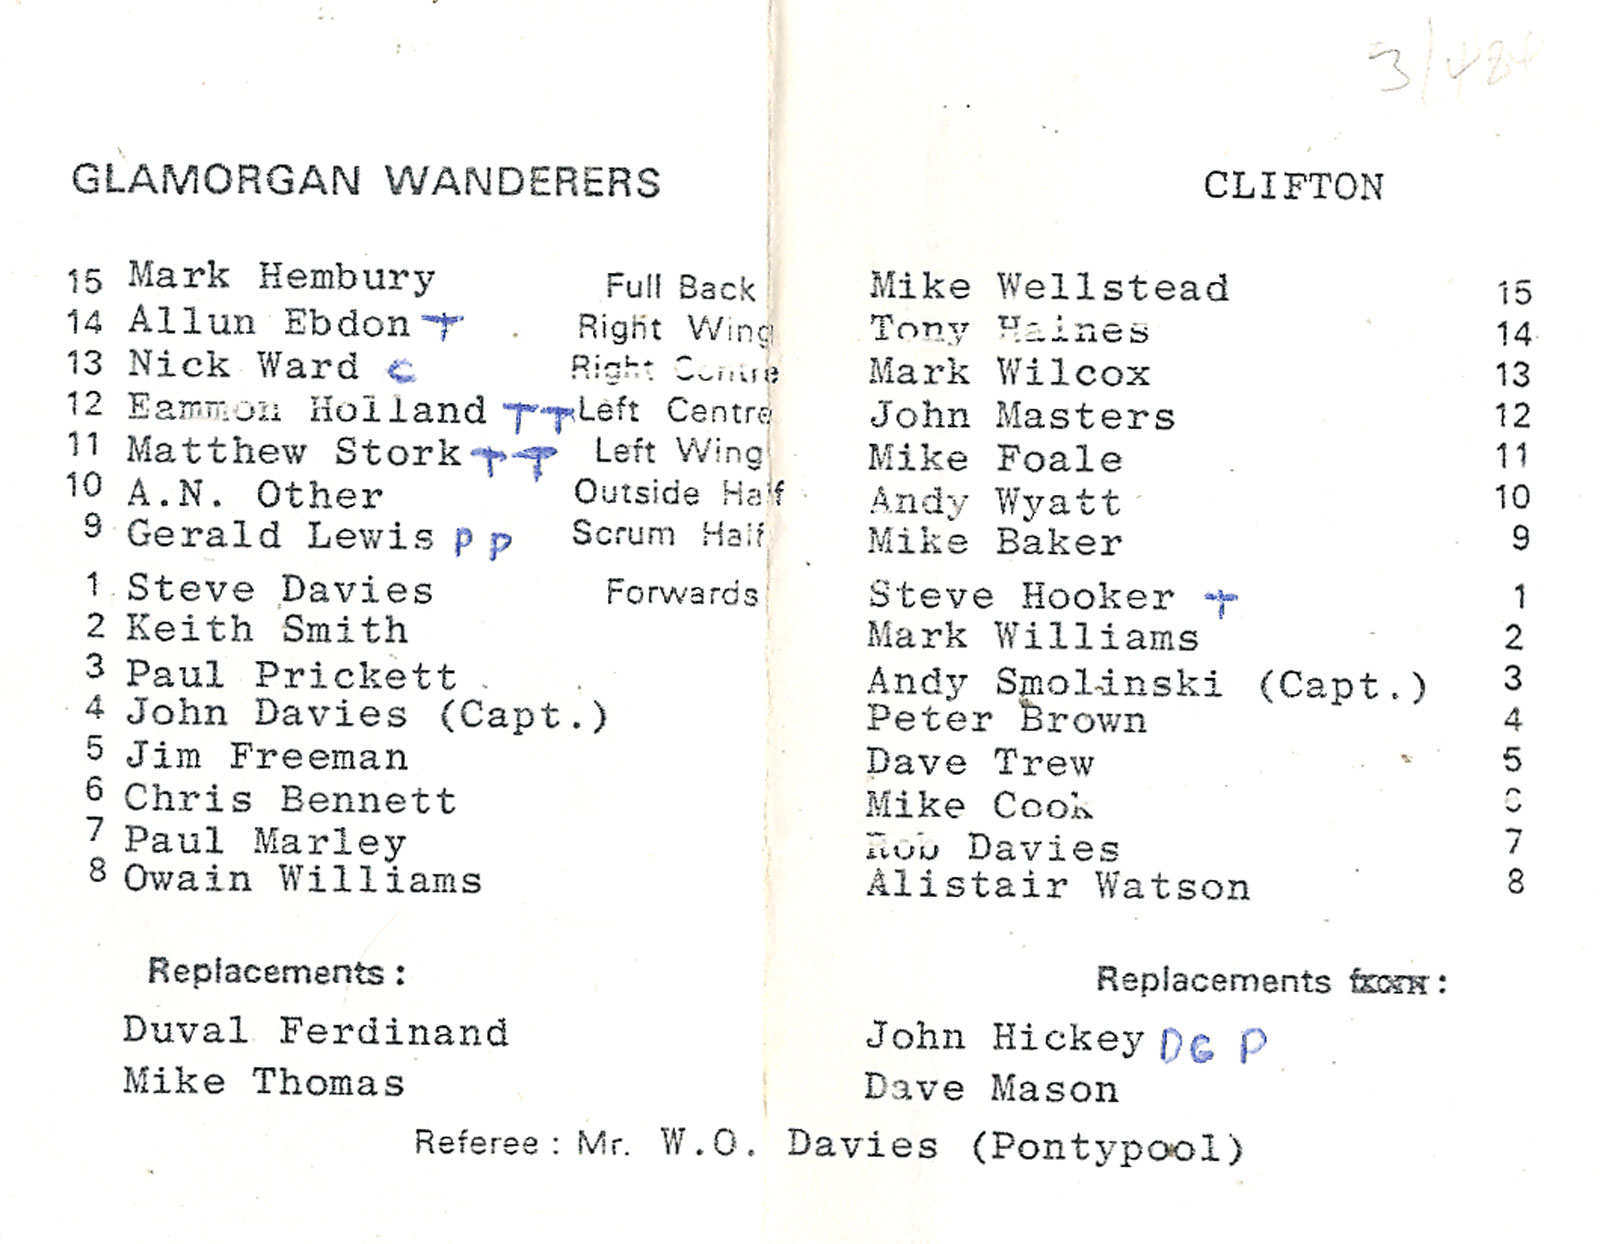 GLAMORGAN WANDERERS CLIFTON
15 Mark Hembury Full Back Mike Wellstead 15
14 Allun Ebdon T Right Wing Tony Haines 14
13 Nick Ward C Right Centre Mark Wilcox 13
12 Eammon Holland T T Left Centre John Masters 12
11 Matthew Stork T T Left Wing Mike Foale 11
10 A.N. Other Outside Half Andy Wyatt 10
9 Gerald Lewis P P Scrum Half Mike Baker 9
1 Steve Davies Forwards Steve Hooker T 1
2 Keith Smith Mark Williams 2
3 Paul Prickett Andy Smolinski (Capt.) 3
4 John Davies (Capt.) Peter Brown 4
5 Jim Freeman Dave Trew 5
6 Chris Bennett Mike Cook 6
7 Paul Marley Rob Davies 7
8 Owain Williams Alistair Watson 8
Replacements: Replacements :
Duval Ferdinand John Hickey DG P
Mike Thomas Dave Mason
Referee: Mr. W.O. Davies (Pontypool)